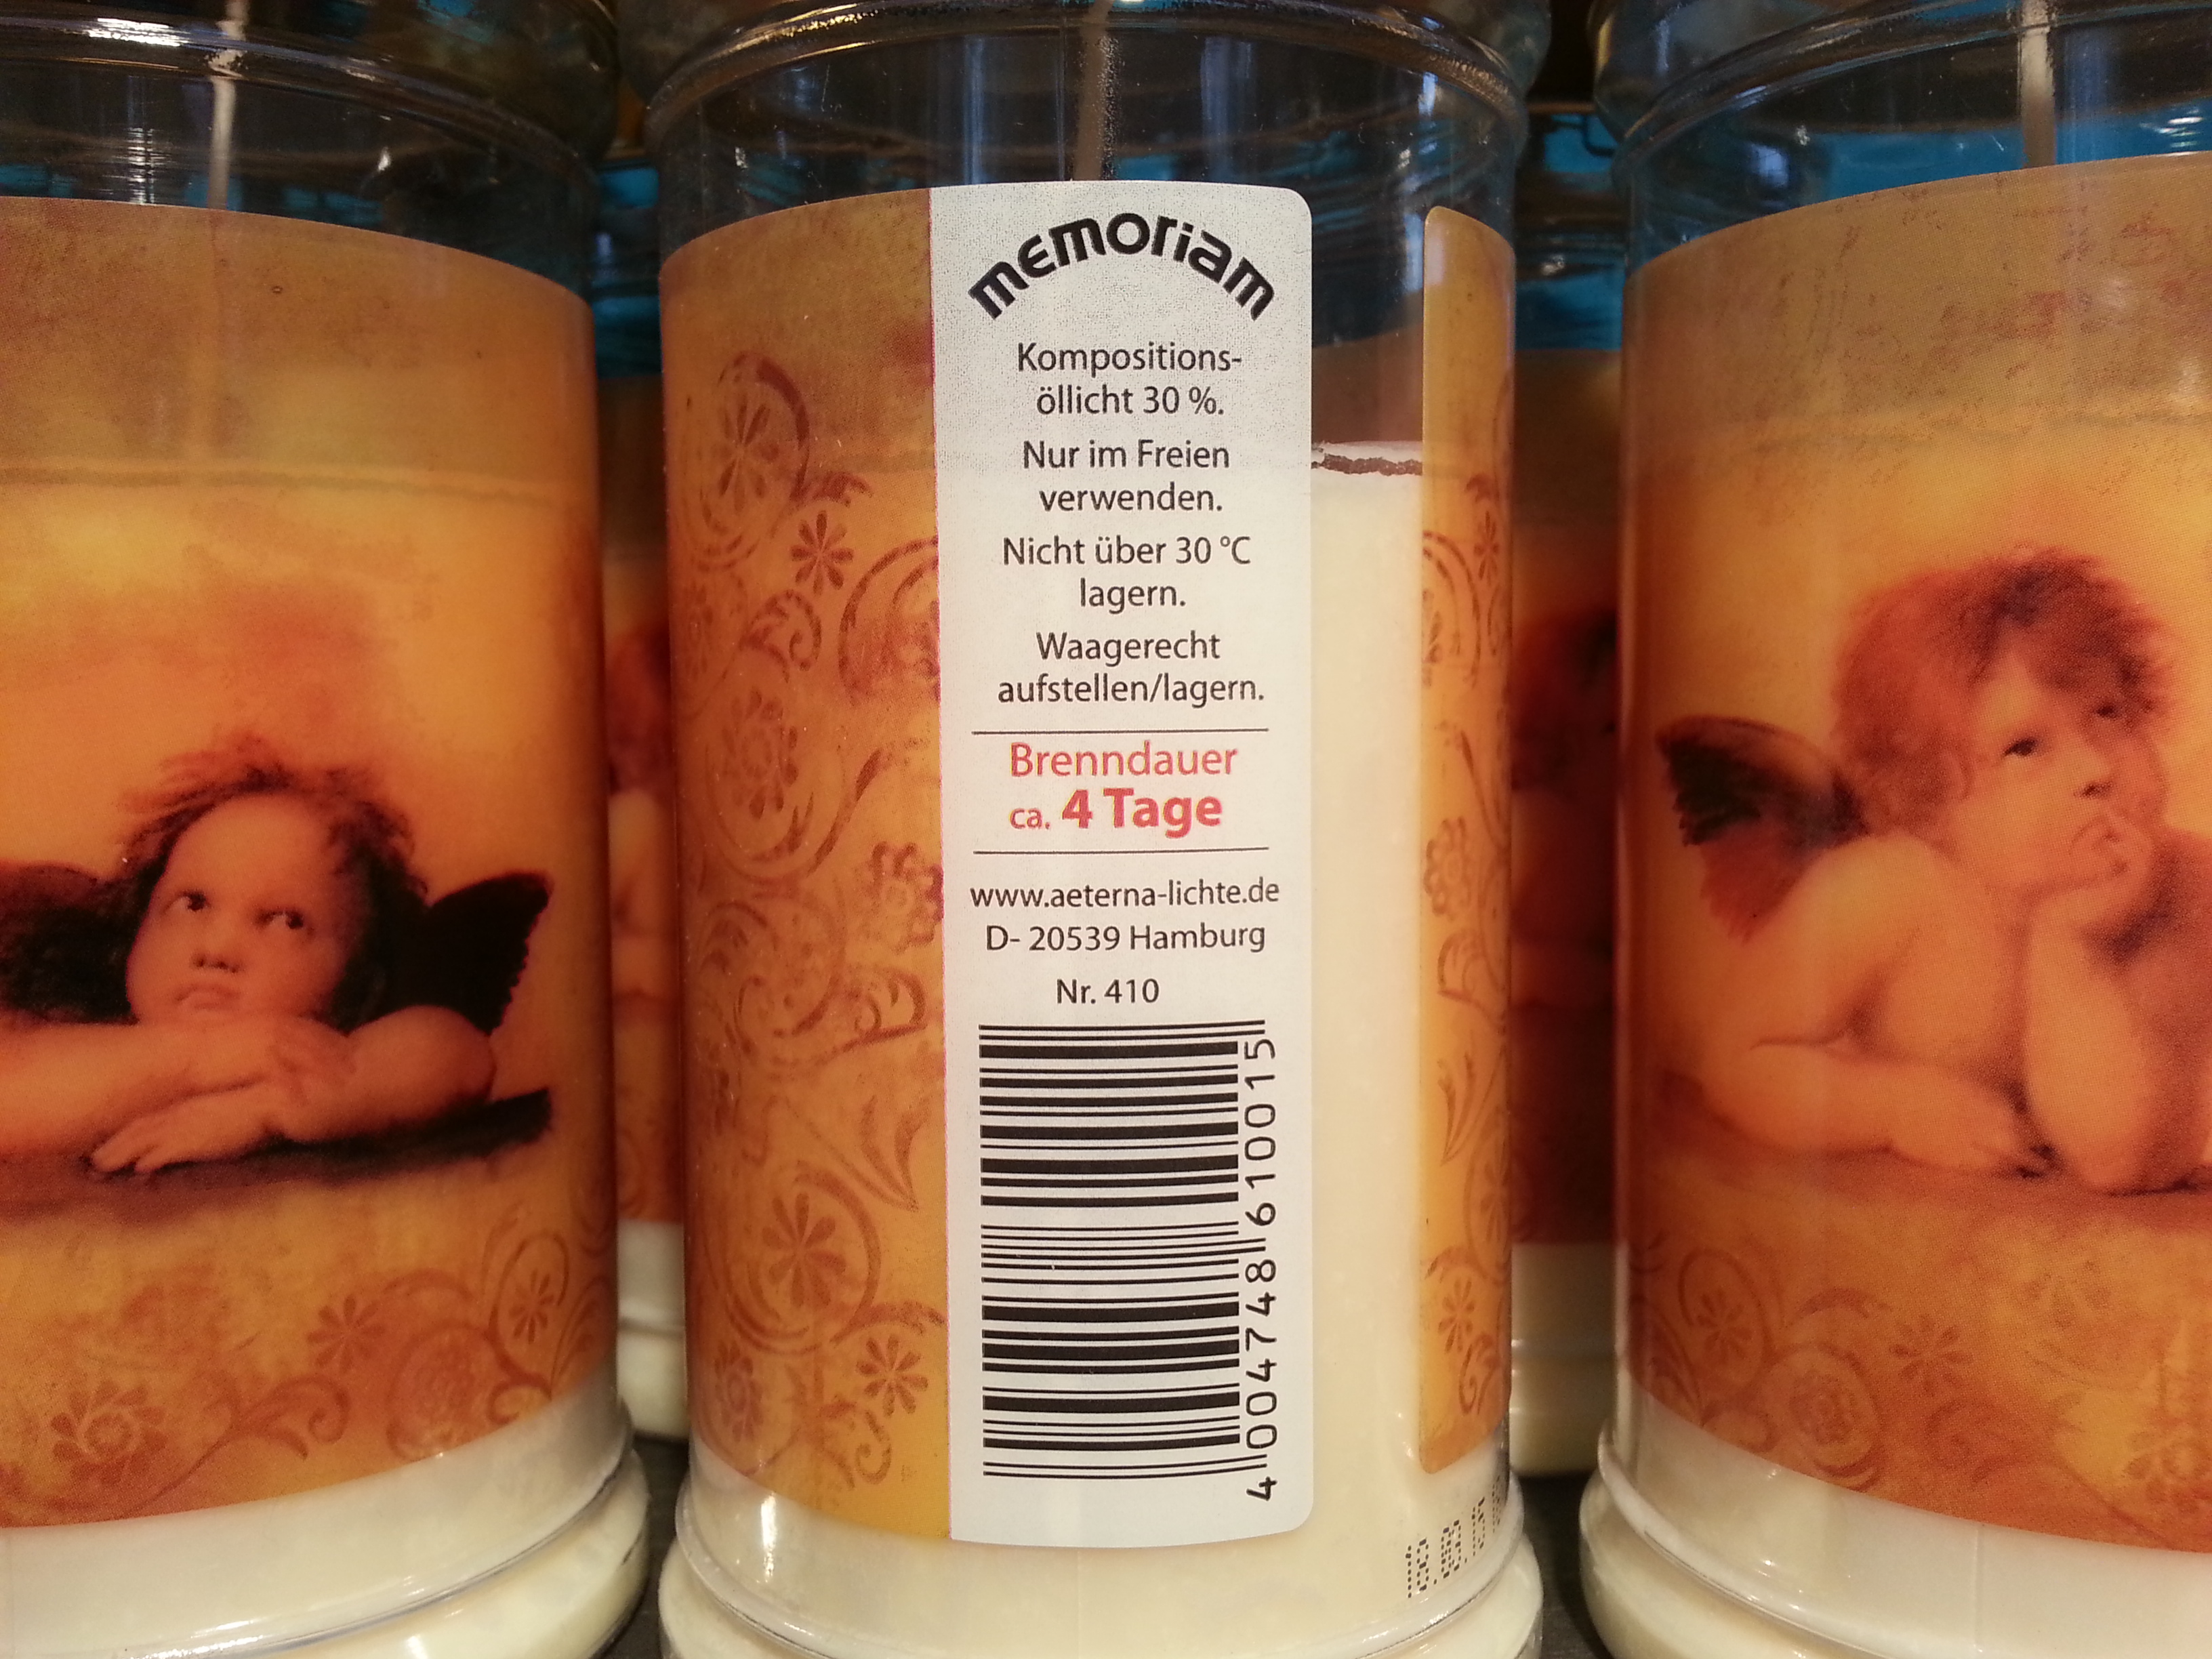 memoriam
Kompositions-
öllicht 30 %.
Nur im Freien
verwenden.
Nicht über 30 °C
lagern.
Waagerecht
aufstellen/lagern.
Brenndauer
ca. 4 Tage
www.aeterna-lichte.de
D- 20539 Hamburg
Nr. 410
4 004748 610015